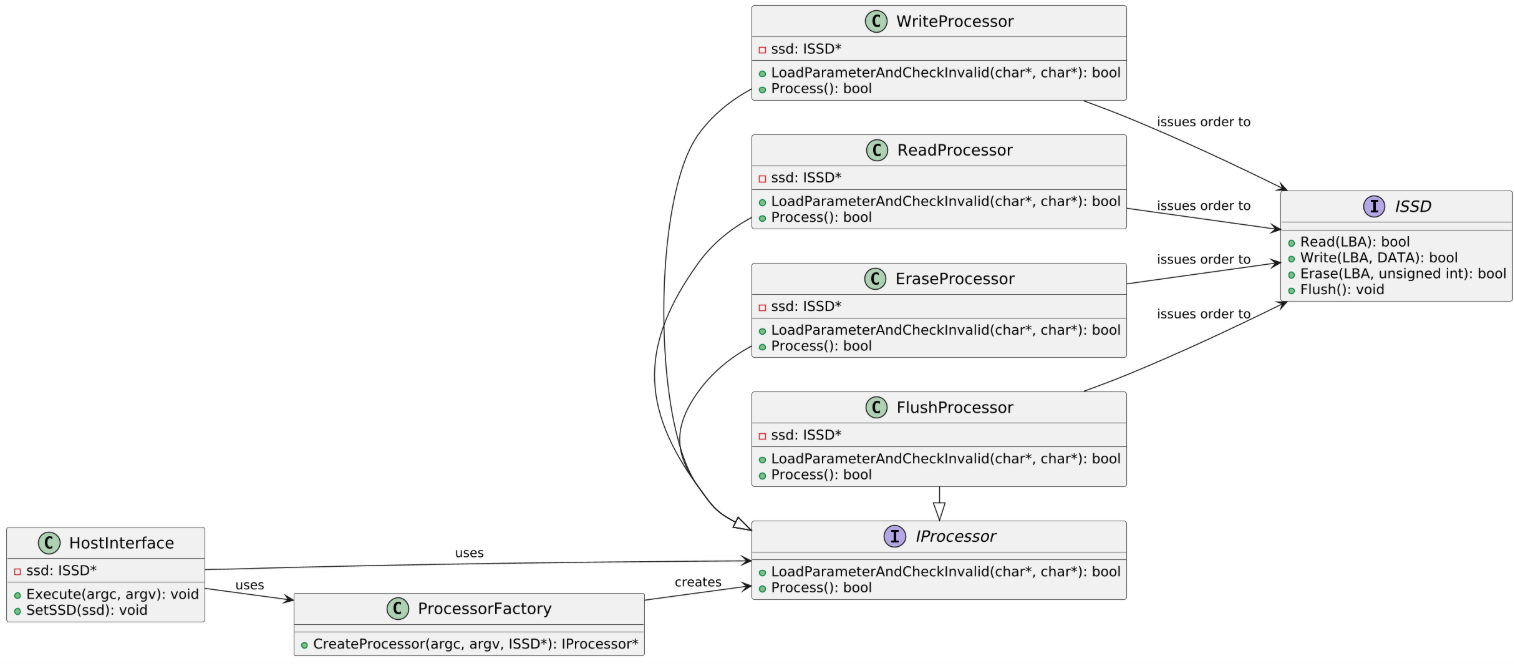 C WriteProcessor
ssd: ISSD*
LoadParameterAndCheckInvalid(char*, char*): bool
Process(): bool
issues order to
C ReadProcessor
ssd: ISSD*
LoadParameterAndCheckInvalid(char*, char*): bool
Process(): bool
issues order to
I ISSD
Read(LBA): bool
Write(LBA, DATA): bool
Erase(LBA, unsigned int): bool
Flush(): void
C EraseProcessor
ssd: ISSD*
LoadParameterAndCheckInvalid(char*, char*): bool
Process(): bool
issues order to
issues order to
C FlushProcessor
ssd: ISSD*
LoadParameterAndCheckInvalid(char*, char*): bool
Process(): bool
C HostInterface
ssd: ISSD*
Execute(argc, argv): void
SetSSD(ssd): void
uses
uses
C ProcessorFactory
CreateProcessor(argc, argv, ISSD*): IProcessor*
creates
I IProcessor
LoadParameterAndCheckInvalid(char*, char*): bool
Process(): bool